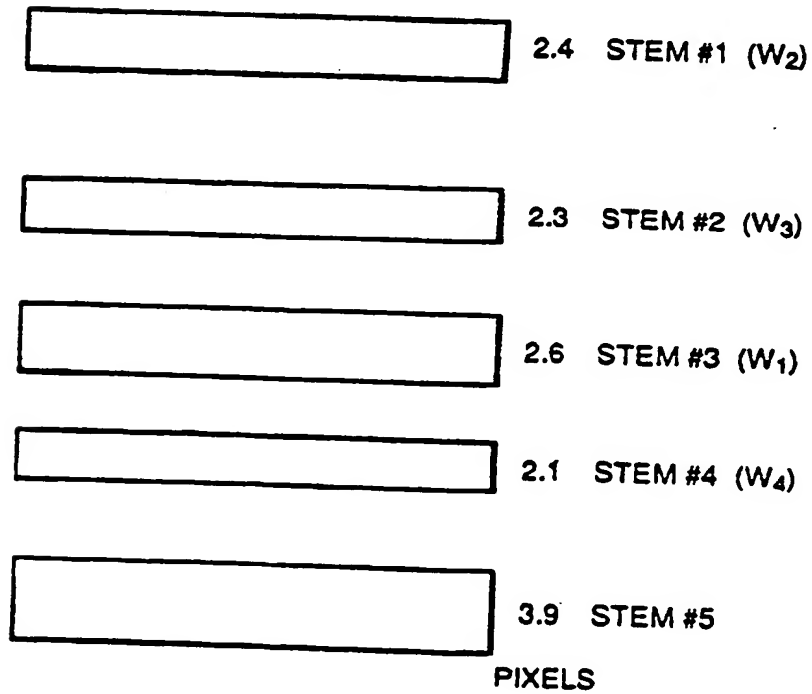 2.4 STEM #1 (W2)
2.3 STEM #2 (W3)
2.6 STEM #3 (W1)
2.1 STEM #4 (W4)
3.9 STEM #5
PIXELS